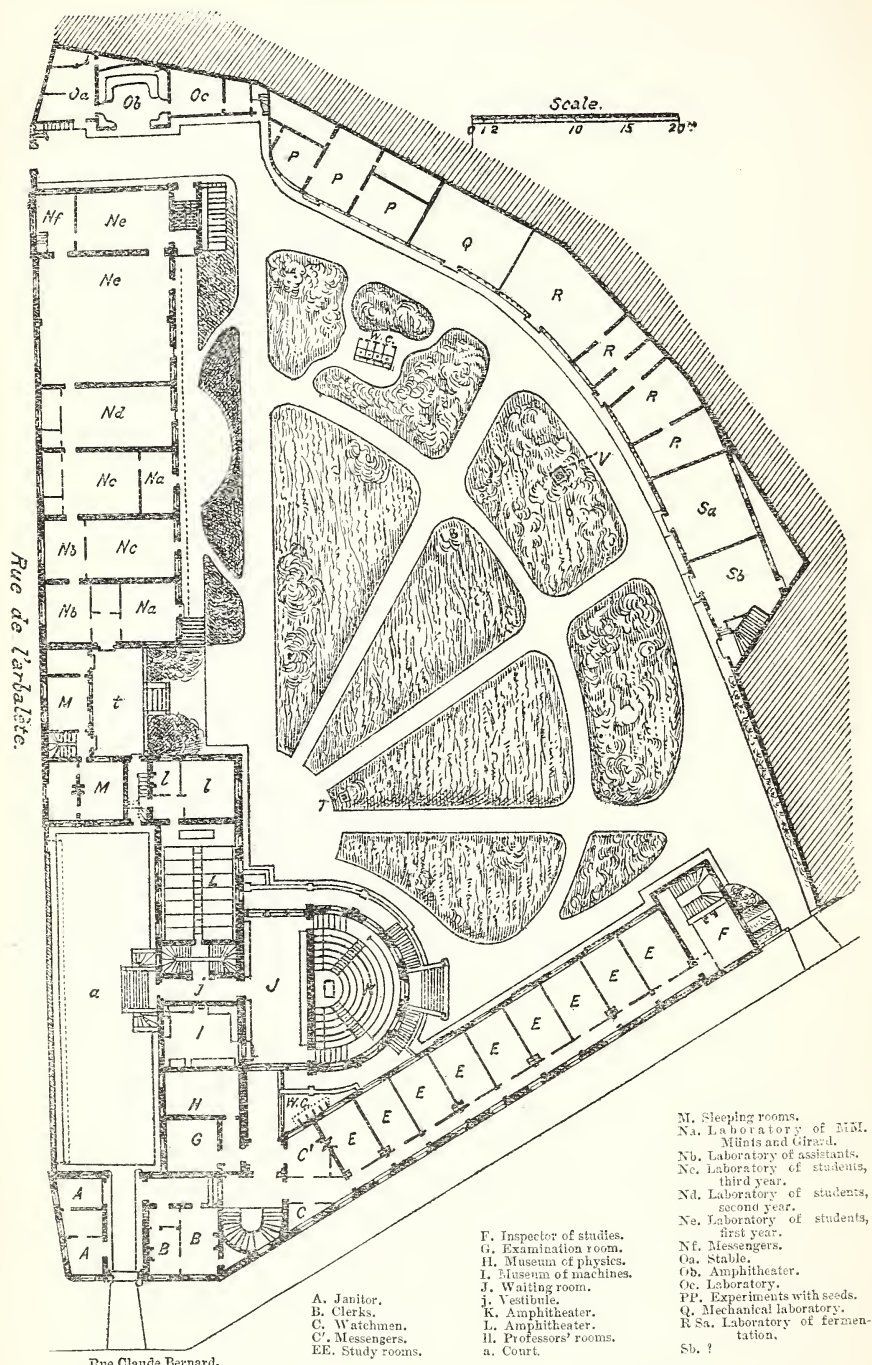 Scale.
0 1 2 10 15 20m
Oa Ob Oc
P
P
P
Q
R
R
R
R
Sa
Sb
Nf Ne
Ne
Nd
Nc Na
Nb Nc
Nb Na
W.C.
V
T
M
t
M
l l
L
a
j
J
K
I
H
G
W.C.
C'
C
E
E
E
E
E
E
E
E
E
F
A
A
B B
Rue de l'arbalète.
Rue Claude Bernard.
A. Janitor.
B. Clerks.
C. Watchmen.
C'. Messengers.
EE. Study rooms.
F. Inspector of studies.
G. Examination room.
H. Museum of physics.
I. Museum of machines.
J. Waiting room.
j. Vestibule.
K. Amphitheater.
L. Amphitheater.
ll. Professors' rooms.
a. Court.
M. Sleeping rooms.
Na. Laboratory of MM.
Müntz and Girard.
Nb. Laboratory of assistants.
Nc. Laboratory of students,
third year.
Nd. Laboratory of students,
second year.
Ne. Laboratory of students,
first year.
Nf. Messengers.
Oa. Stable.
Ob. Amphitheater.
Oc. Laboratory.
PP. Experiments with seeds.
Q. Mechanical laboratory.
R Sa. Laboratory of fermen-
tation.
Sb. ?